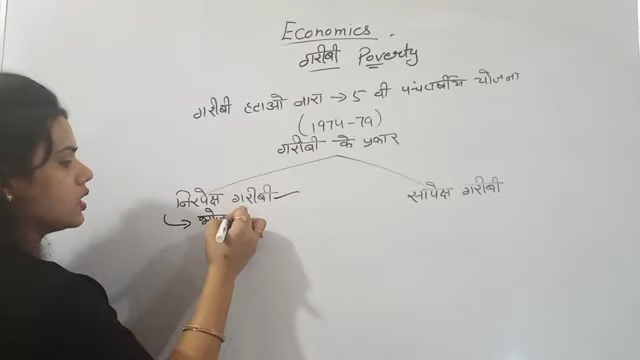 Economics
गरीबी Poverty
गरीबी हटाओ नारा → 5 वी पंचवर्षीय योजना
(1974-79)
गरीबी के प्रकार
निरपेक्ष गरीबी
सापेक्ष गरीबी